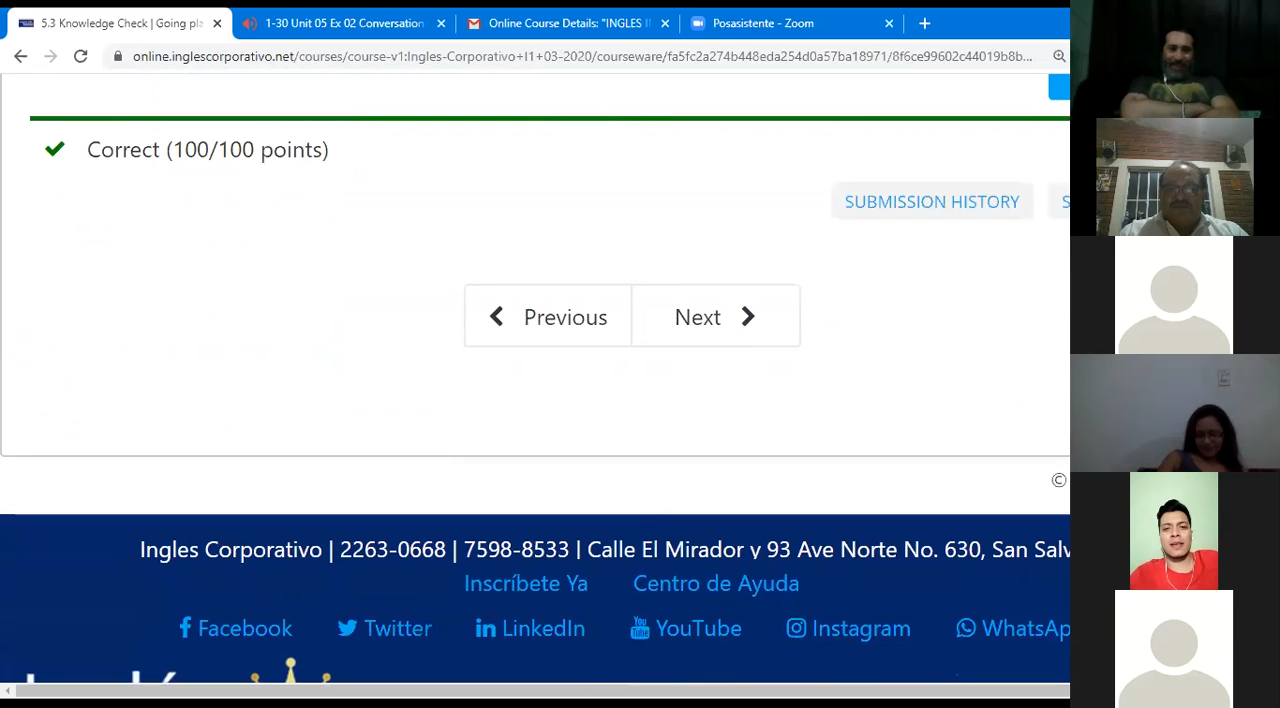 5.3 Knowledge Check | Going pla
1-30 Unit 05 Ex 02 Conversation
Online Course Details: "INGLES I
Posasistente - Zoom
online.inglescorporativo.net/courses/course-v1:Ingles-Corporativo+I1+03-2020/courseware/fa5fc2a274b448eda254d0a57ba18971/8f6ce99602c44019b8b...
Correct (100/100 points)
SUBMISSION HISTORY S
Previous Next
©
Ingles Corporativo | 2263-0668 | 7598-8533 | Calle El Mirador y 93 Ave Norte No. 630, San Salv
Inscríbete Ya Centro de Ayuda
Facebook Twitter LinkedIn YouTube Instagram WhatsAp